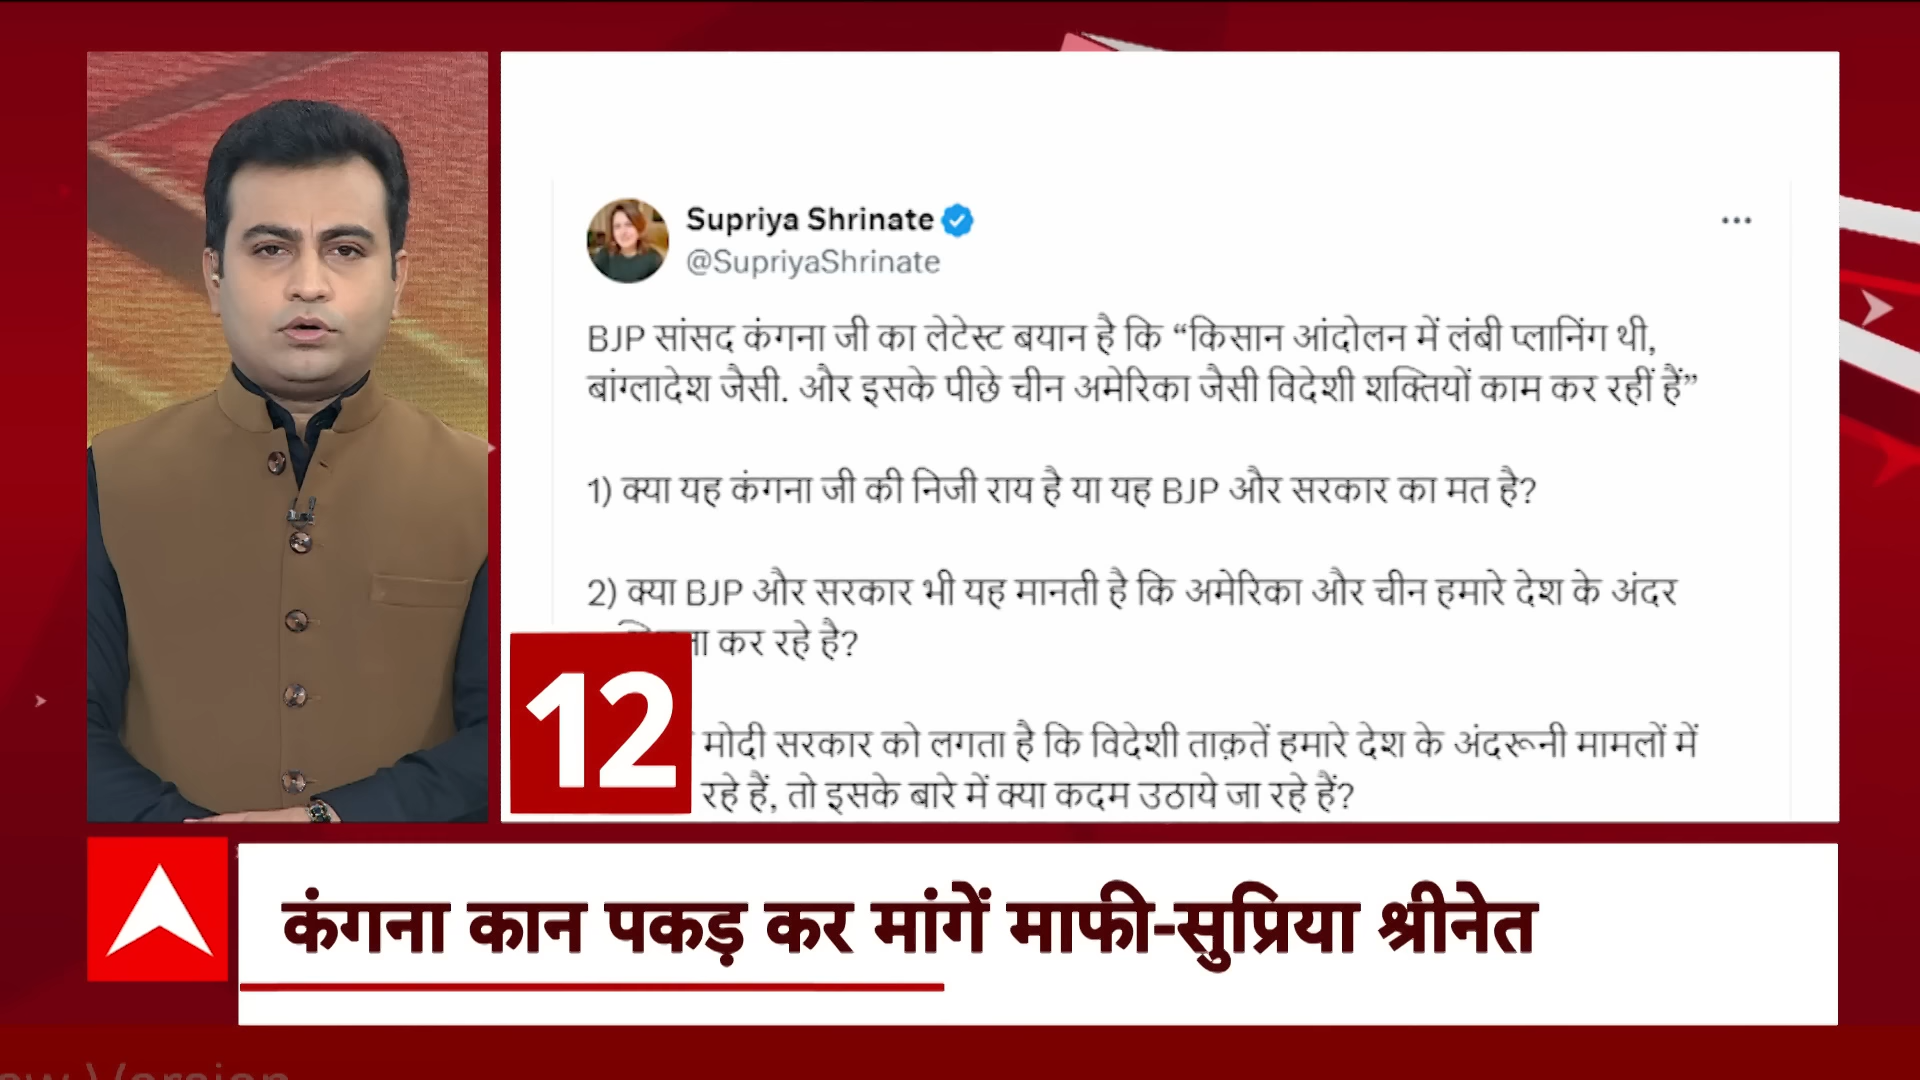 Supriya Shrinate
@SupriyaShrinate
BJP सांसद कंगना जी का लेटेस्ट बयान है कि “किसान आंदोलन में लंबी प्लानिंग थी,
बांग्लादेश जैसी. और इसके पीछे चीन अमेरिका जैसी विदेशी शक्तियों काम कर रहीं हैं”
1) क्या यह कंगना जी की निजी राय है या यह BJP और सरकार का मत है?
2) क्या BJP और सरकार भी यह मानती है कि अमेरिका और चीन हमारे देश के अंदर
कर रहे है?
मोदी सरकार को लगता है कि विदेशी ताक़तें हमारे देश के अंदरूनी मामलों में
रहे हैं, तो इसके बारे में क्या कदम उठाये जा रहे हैं?
12
कंगना कान पकड़ कर मांगें माफी-सुप्रिया श्रीनेत